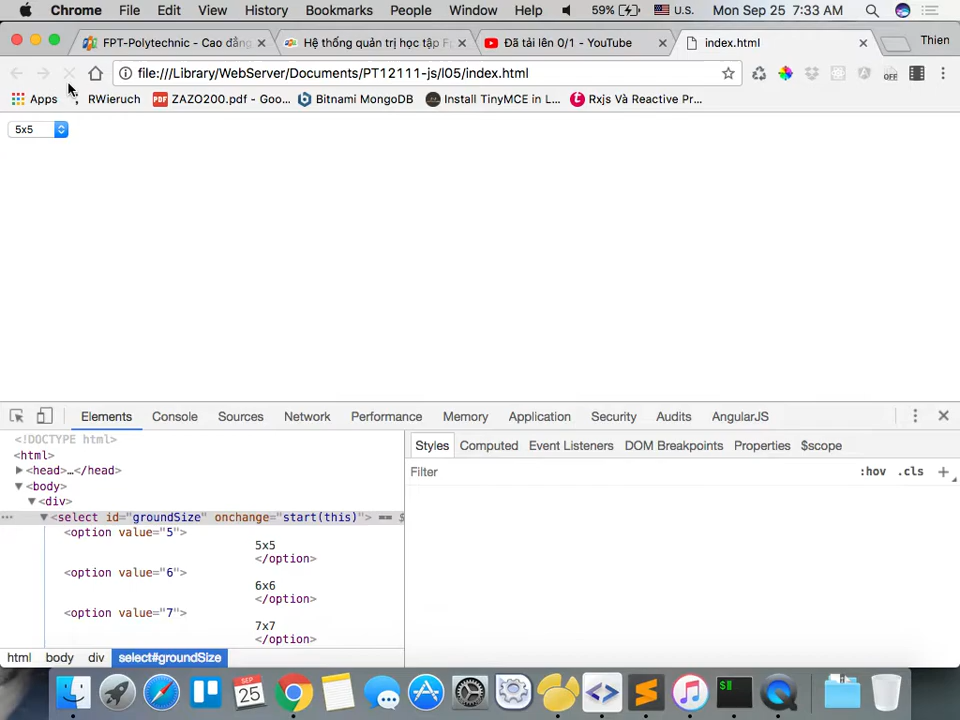 Chrome File Edit View History Bookmarks People Window Help 59% U.S. Mon Sep 25 7:33 AM
FPT-Polytechnic - Cao đẳng
Hệ thống quản trị học tập
Đã tải lên 0/1 - YouTube
index.html
Thien
file:///Library/WebServer/Documents/PT12111-js/l05/index.html
OFF
Apps
RWieruch
PDF
ZAZO200.pdf - Goo...
Bitnami MongoDB
Install TinyMCE in L...
Rxjs Và Reactive Pr...
5x5
Elements Console Sources Network Performance Memory Application Security Audits AngularJS
<!DOCTYPE html>
<html>
<head>…</head>
<body>
<div>
… <select id="groundSize" onchange="start(this)"> == $
<option value="5">
5x5
</option>
<option value="6">
6x6
</option>
<option value="7">
7x7
</option>
html body div select#groundSize
Styles Computed Event Listeners DOM Breakpoints Properties $scope
Filter :hov .cls +
SEP
25
$